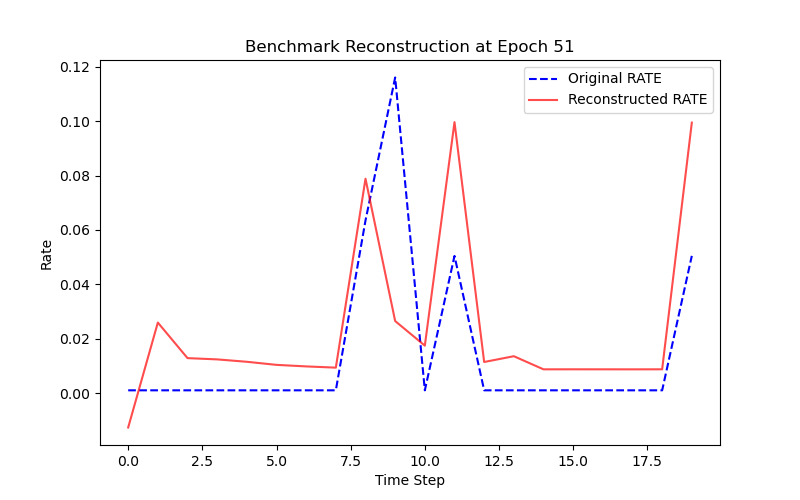 Benchmark Reconstruction at Epoch 51
Original RATE
Reconstructed RATE
Rate
0.12
0.10
0.08
0.06
0.04
0.02
0.00
0.0 2.5 5.0 7.5 10.0 12.5 15.0 17.5
Time Step